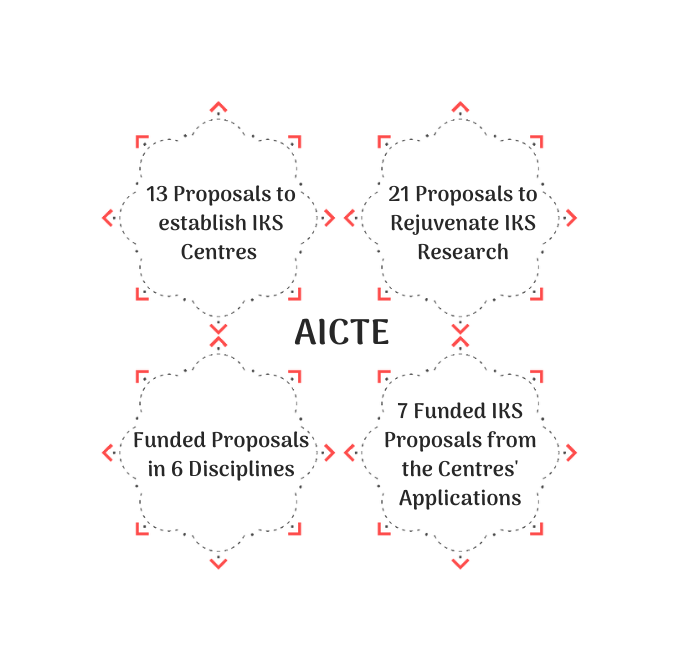 13 Proposals to
establish IKS
Centres
21 Proposals to
Rejuvenate IKS
Research
AICTE
Funded Proposals
in 6 Disciplines
7 Funded IKS
Proposals from
the Centres'
Applications